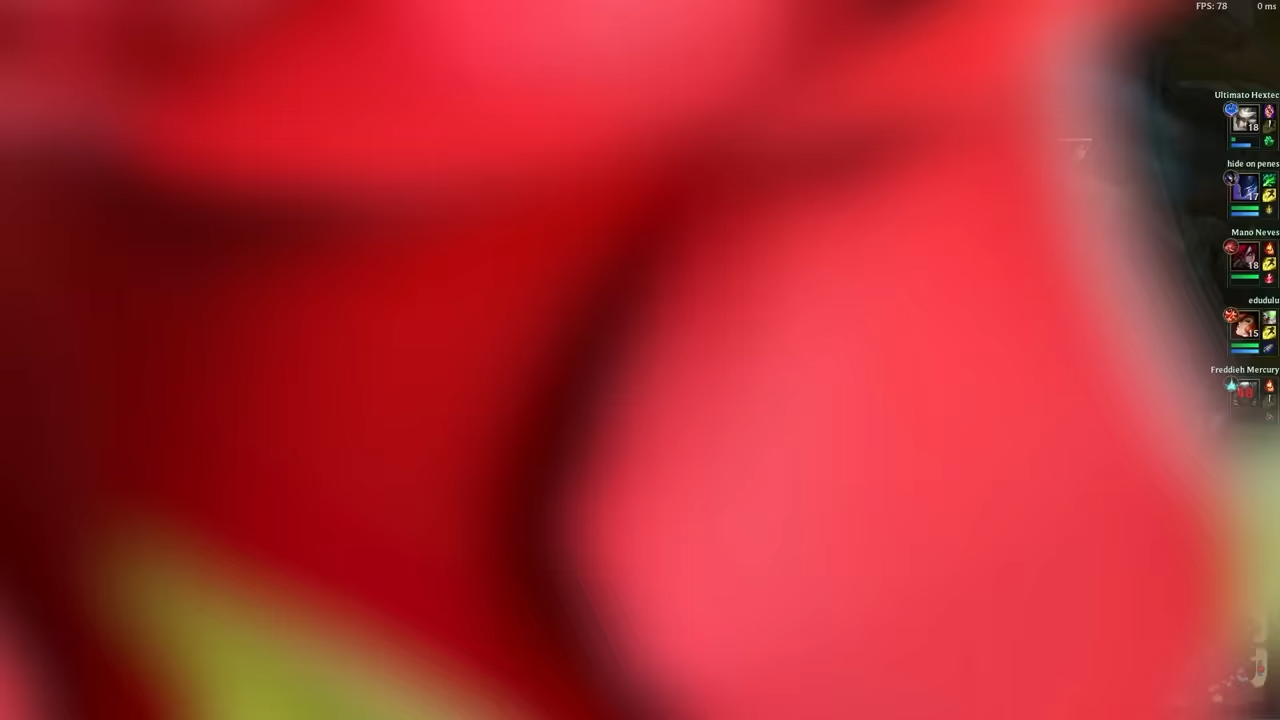 FPS: 78 0 ms
Ultimato Hextec
18
hide on penes
17
Mano Neves
18
edudulu
15
Freddieh Mercury